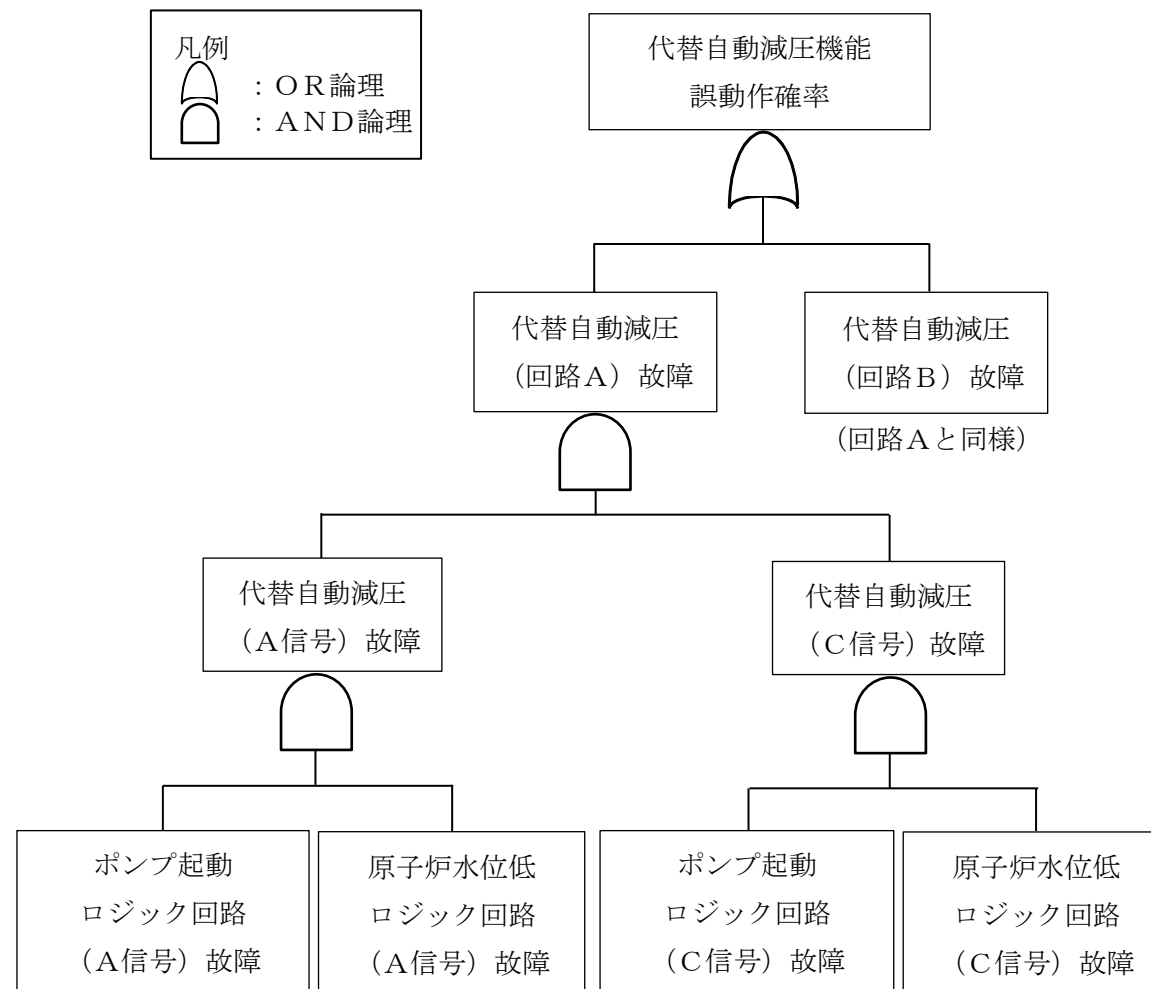 凡例
：ＯＲ論理
：ＡＮＤ論理
代替自動減圧機能
誤動作確率
代替自動減圧
（回路Ａ）故障
代替自動減圧
（回路Ｂ）故障
（回路Ａと同様）
代替自動減圧
（Ａ信号）故障
代替自動減圧
（Ｃ信号）故障
ポンプ起動
ロジック回路
（Ａ信号）故障
原子炉水位低
ロジック回路
（Ａ信号）故障
ポンプ起動
ロジック回路
（Ｃ信号）故障
原子炉水位低
ロジック回路
（Ｃ信号）故障